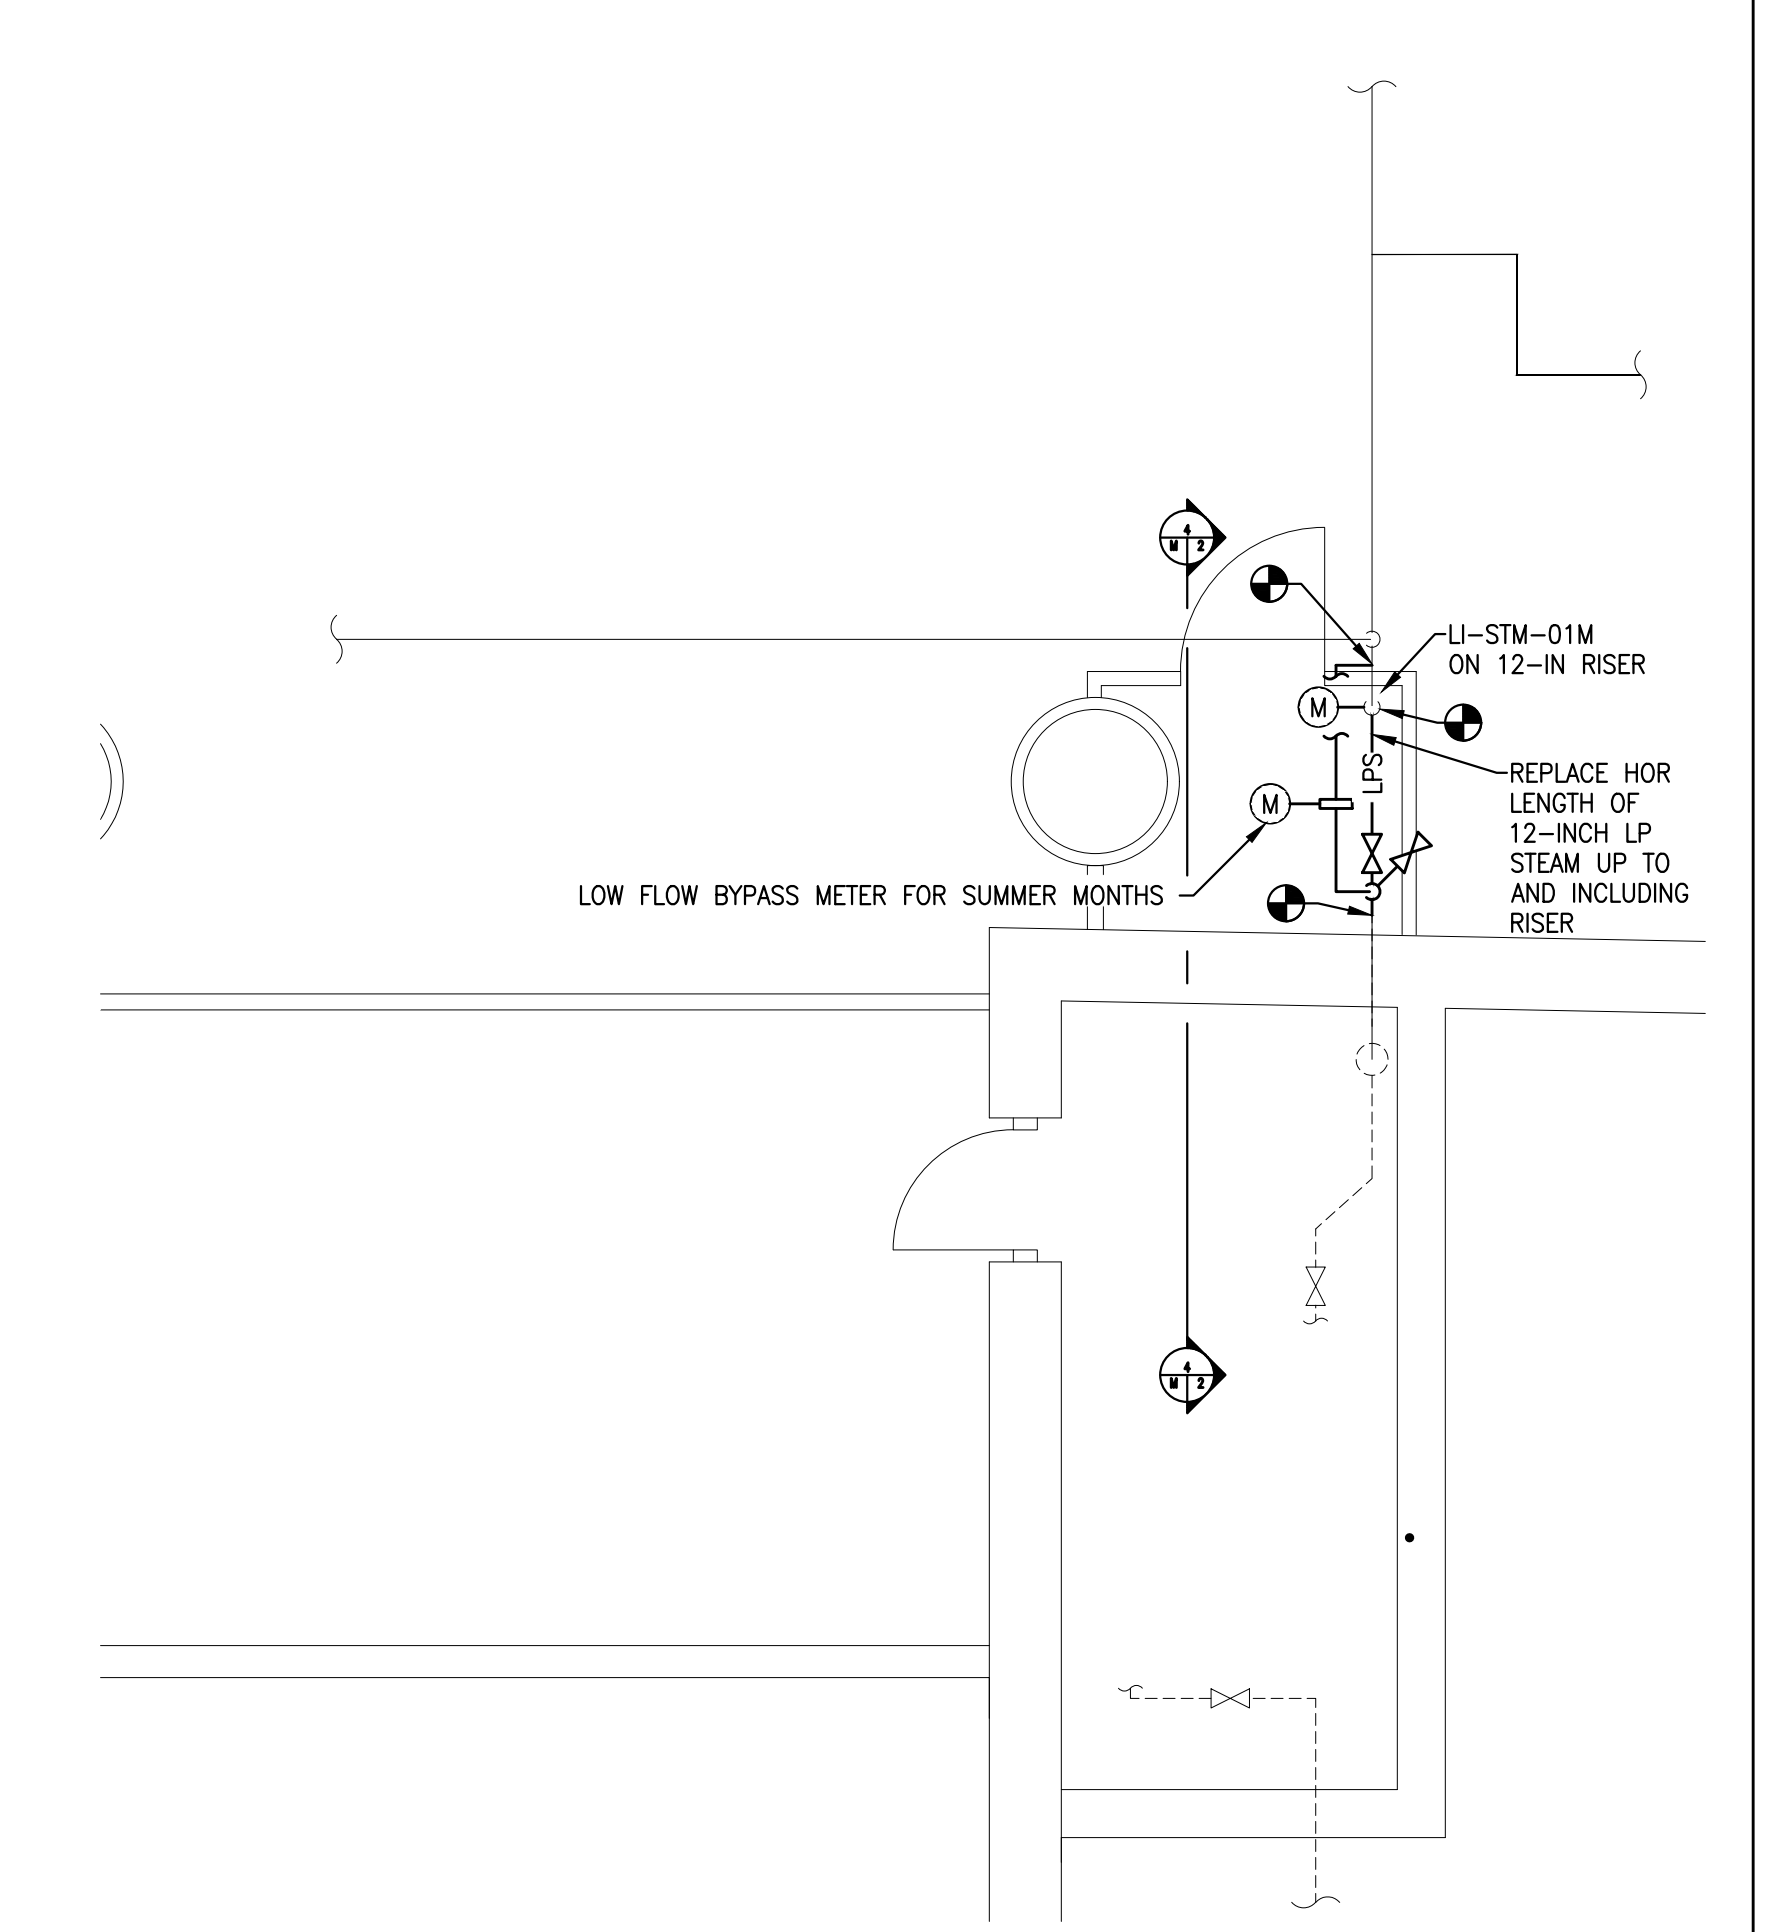 4
M 2
LI-STM-01M
ON 12-IN RISER
M
LPS
REPLACE HOR
LENGTH OF
12-INCH LP
STEAM UP TO
AND INCLUDING
RISER
M
LOW FLOW BYPASS METER FOR SUMMER MONTHS
4
M 2